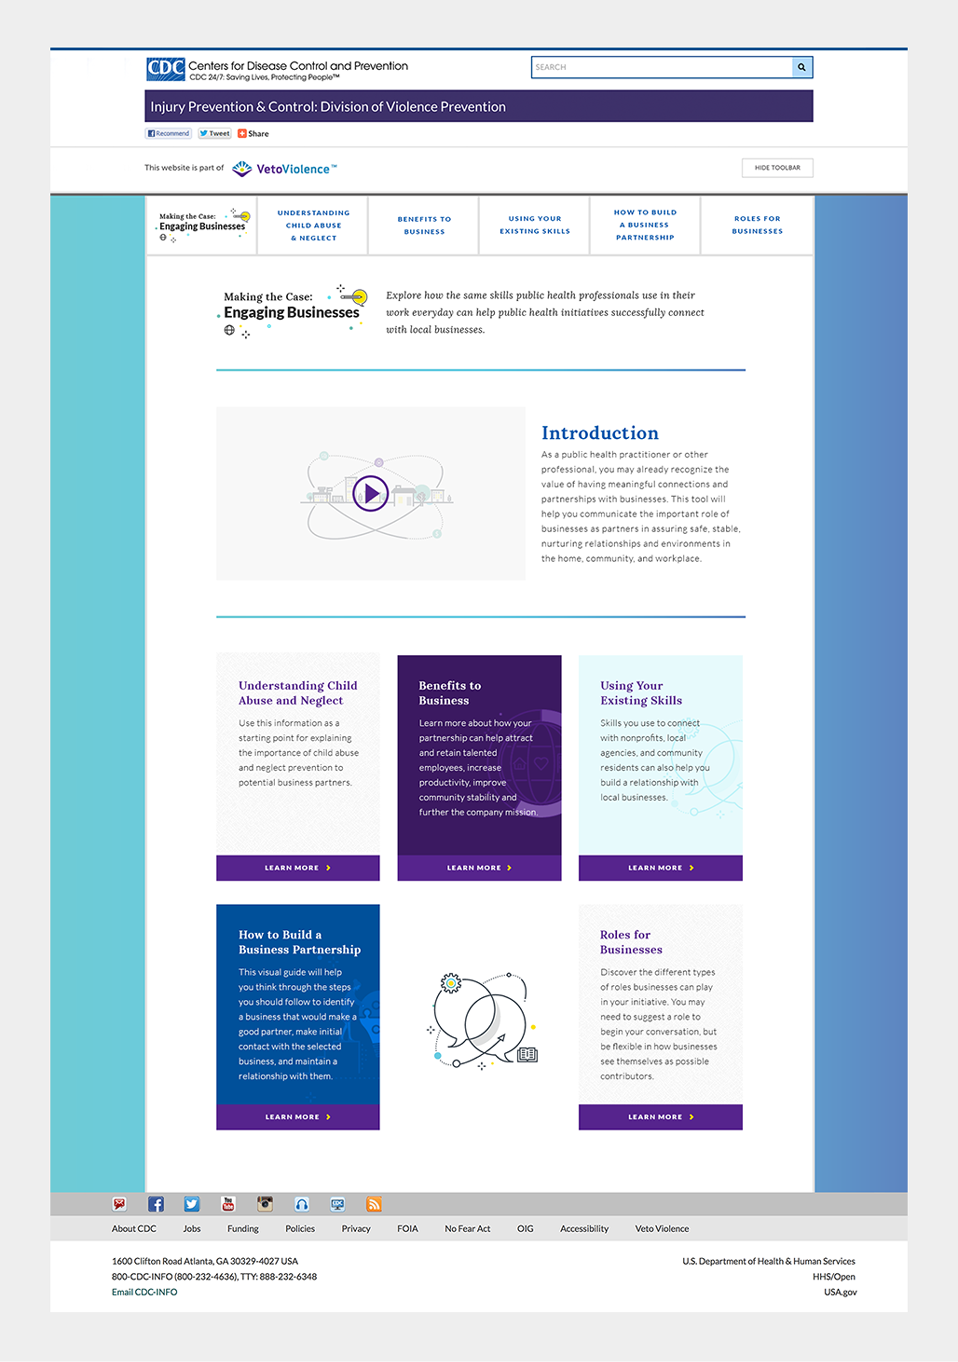 CDC Centers for Disease Control and Prevention
CDC 24/7: Saving Lives, Protecting People™
SEARCH
Injury Prevention & Control: Division of Violence Prevention
Recommend Tweet Share
This website is part of VetoViolence™
HIDE TOOLBAR
Making the Case:
Engaging Businesses
UNDERSTANDING
CHILD ABUSE
& NEGLECT
BENEFITS TO
BUSINESS
USING YOUR
EXISTING SKILLS
HOW TO BUILD
A BUSINESS
PARTNERSHIP
ROLES FOR
BUSINESSES
Making the Case:
Engaging Businesses
Explore how the same skills public health professionals use in their
work everyday can help public health initiatives successfully connect
with local businesses.
Introduction
As a public health practitioner or other
professional, you may already recognize the
value of having meaningful connections and
partnerships with businesses. This tool will
help you communicate the important role of
businesses as partners in assuring safe, stable,
nurturing relationships and environments in
the home, community, and workplace.
Understanding Child
Abuse and Neglect
Use this information as a
starting point for explaining
the importance of child abuse
and neglect prevention to
potential business partners.
LEARN MORE
Benefits to
Business
Learn more about how your
partnership can help attract
and retain talented
employees, increase
productivity, improve
community stability and
further the company mission.
LEARN MORE
Using Your
Existing Skills
Skills you use to connect
with nonprofits, local
agencies, and community
residents can also help you
build a relationship with
local businesses.
LEARN MORE
How to Build a
Business Partnership
This visual guide will help
you think through the steps
you should follow to identify
a business that would make a
good partner, make initial
contact with the selected
business, and maintain a
relationship with them.
LEARN MORE
Roles for
Businesses
Discover the different types
of roles businesses can play
in your initiative. You may
need to suggest a role to
begin your conversation, but
be flexible in how businesses
see themselves as possible
contributors.
LEARN MORE
You Tube
CDC
About CDC Jobs Funding Policies Privacy FOIA No Fear Act OIG Accessibility Veto Violence
1600 Clifton Road Atlanta, GA 30329-4027 USA
800-CDC-INFO (800-232-4636), TTY: 888-232-6348
Email CDC-INFO
U.S. Department of Health & Human Services
HHS/Open
USA.gov